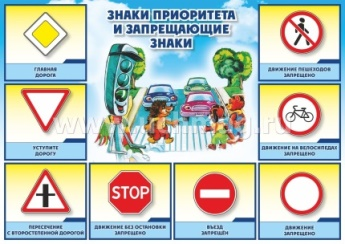 ЗНАКИ ПРИОРИТЕТА
И ЗАПРЕЩАЮЩИЕ
ЗНАКИ
ГЛАВНАЯ
ДОРОГА
ДВИЖЕНИЕ ПЕШЕХОДОВ
ЗАПРЕЩЕНО
УСТУПИТЕ
ДОРОГУ
ДВИЖЕНИЕ НА ВЕЛОСИПЕДАХ
ЗАПРЕЩЕНО
STOP
ПЕРЕСЕЧЕНИЕ
С ВТОРОСТЕПЕННОЙ ДОРОГОЙ
ДВИЖЕНИЕ БЕЗ ОСТАНОВКИ
ЗАПРЕЩЕНО
ВЪЕЗД
ЗАПРЕЩЁН
ДВИЖЕНИЕ
ЗАПРЕЩЕНО